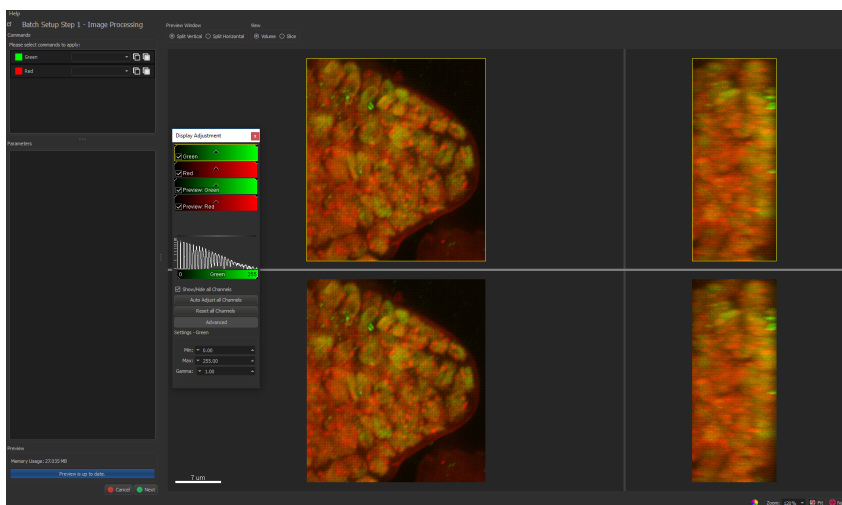 Help
Batch Setup Step 1 - Image Processing
Commands
Please select commands to apply:
Green
Red
Parameters
Preview
Memory Usage: 27.035 MB
Preview is up to date.
Cancel
Next
Preview Window
View
Split Vertical
Split Horizontal
Volume
Slice
Display Adjustment
Green
Red
Preview: Green
Preview: Red
0 Green 255
Show/Hide all Channels
Auto Adjust all Channels
Reset all Channels
Advanced
Settings - Green
Min: 0.00
Max: 255.00
Gamma: 1.00
7 um
Zoom: 120 %
Fit